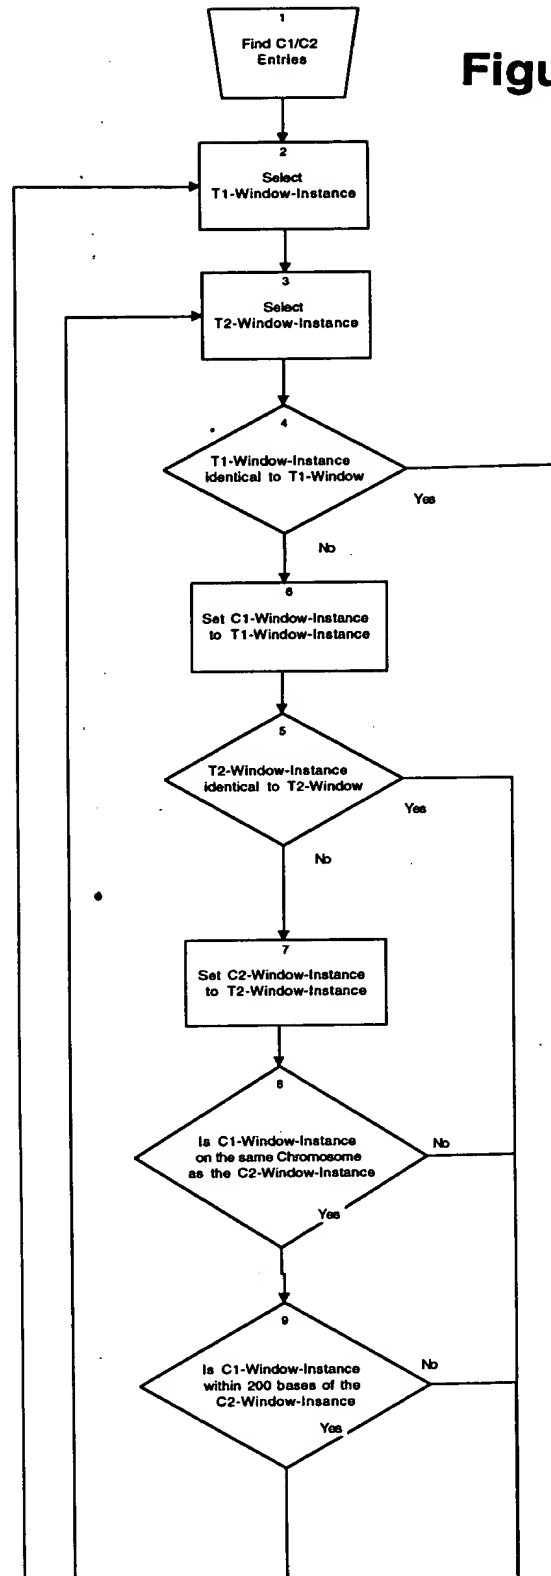 1
Find C1/C2
Entries
Figu
2
Select
T1-Window-Instance
3
Select
T2-Window-Instance
4
T1-Window-Instance
identical to T1-Window
Yes
No
6
Set C1-Window-Instance
to T1-Window-Instance
5
T2-Window-Instance
identical to T2-Window
Yes
No
7
Set C2-Window-Instance
to T2-Window-Instance
8
Is C1-Window-Instance
on the same Chromosome
as the C2-Window-Instance
No
Yes
9
Is C1-Window-Instance
within 200 bases of the
C2-Window-Insance
No
Yes